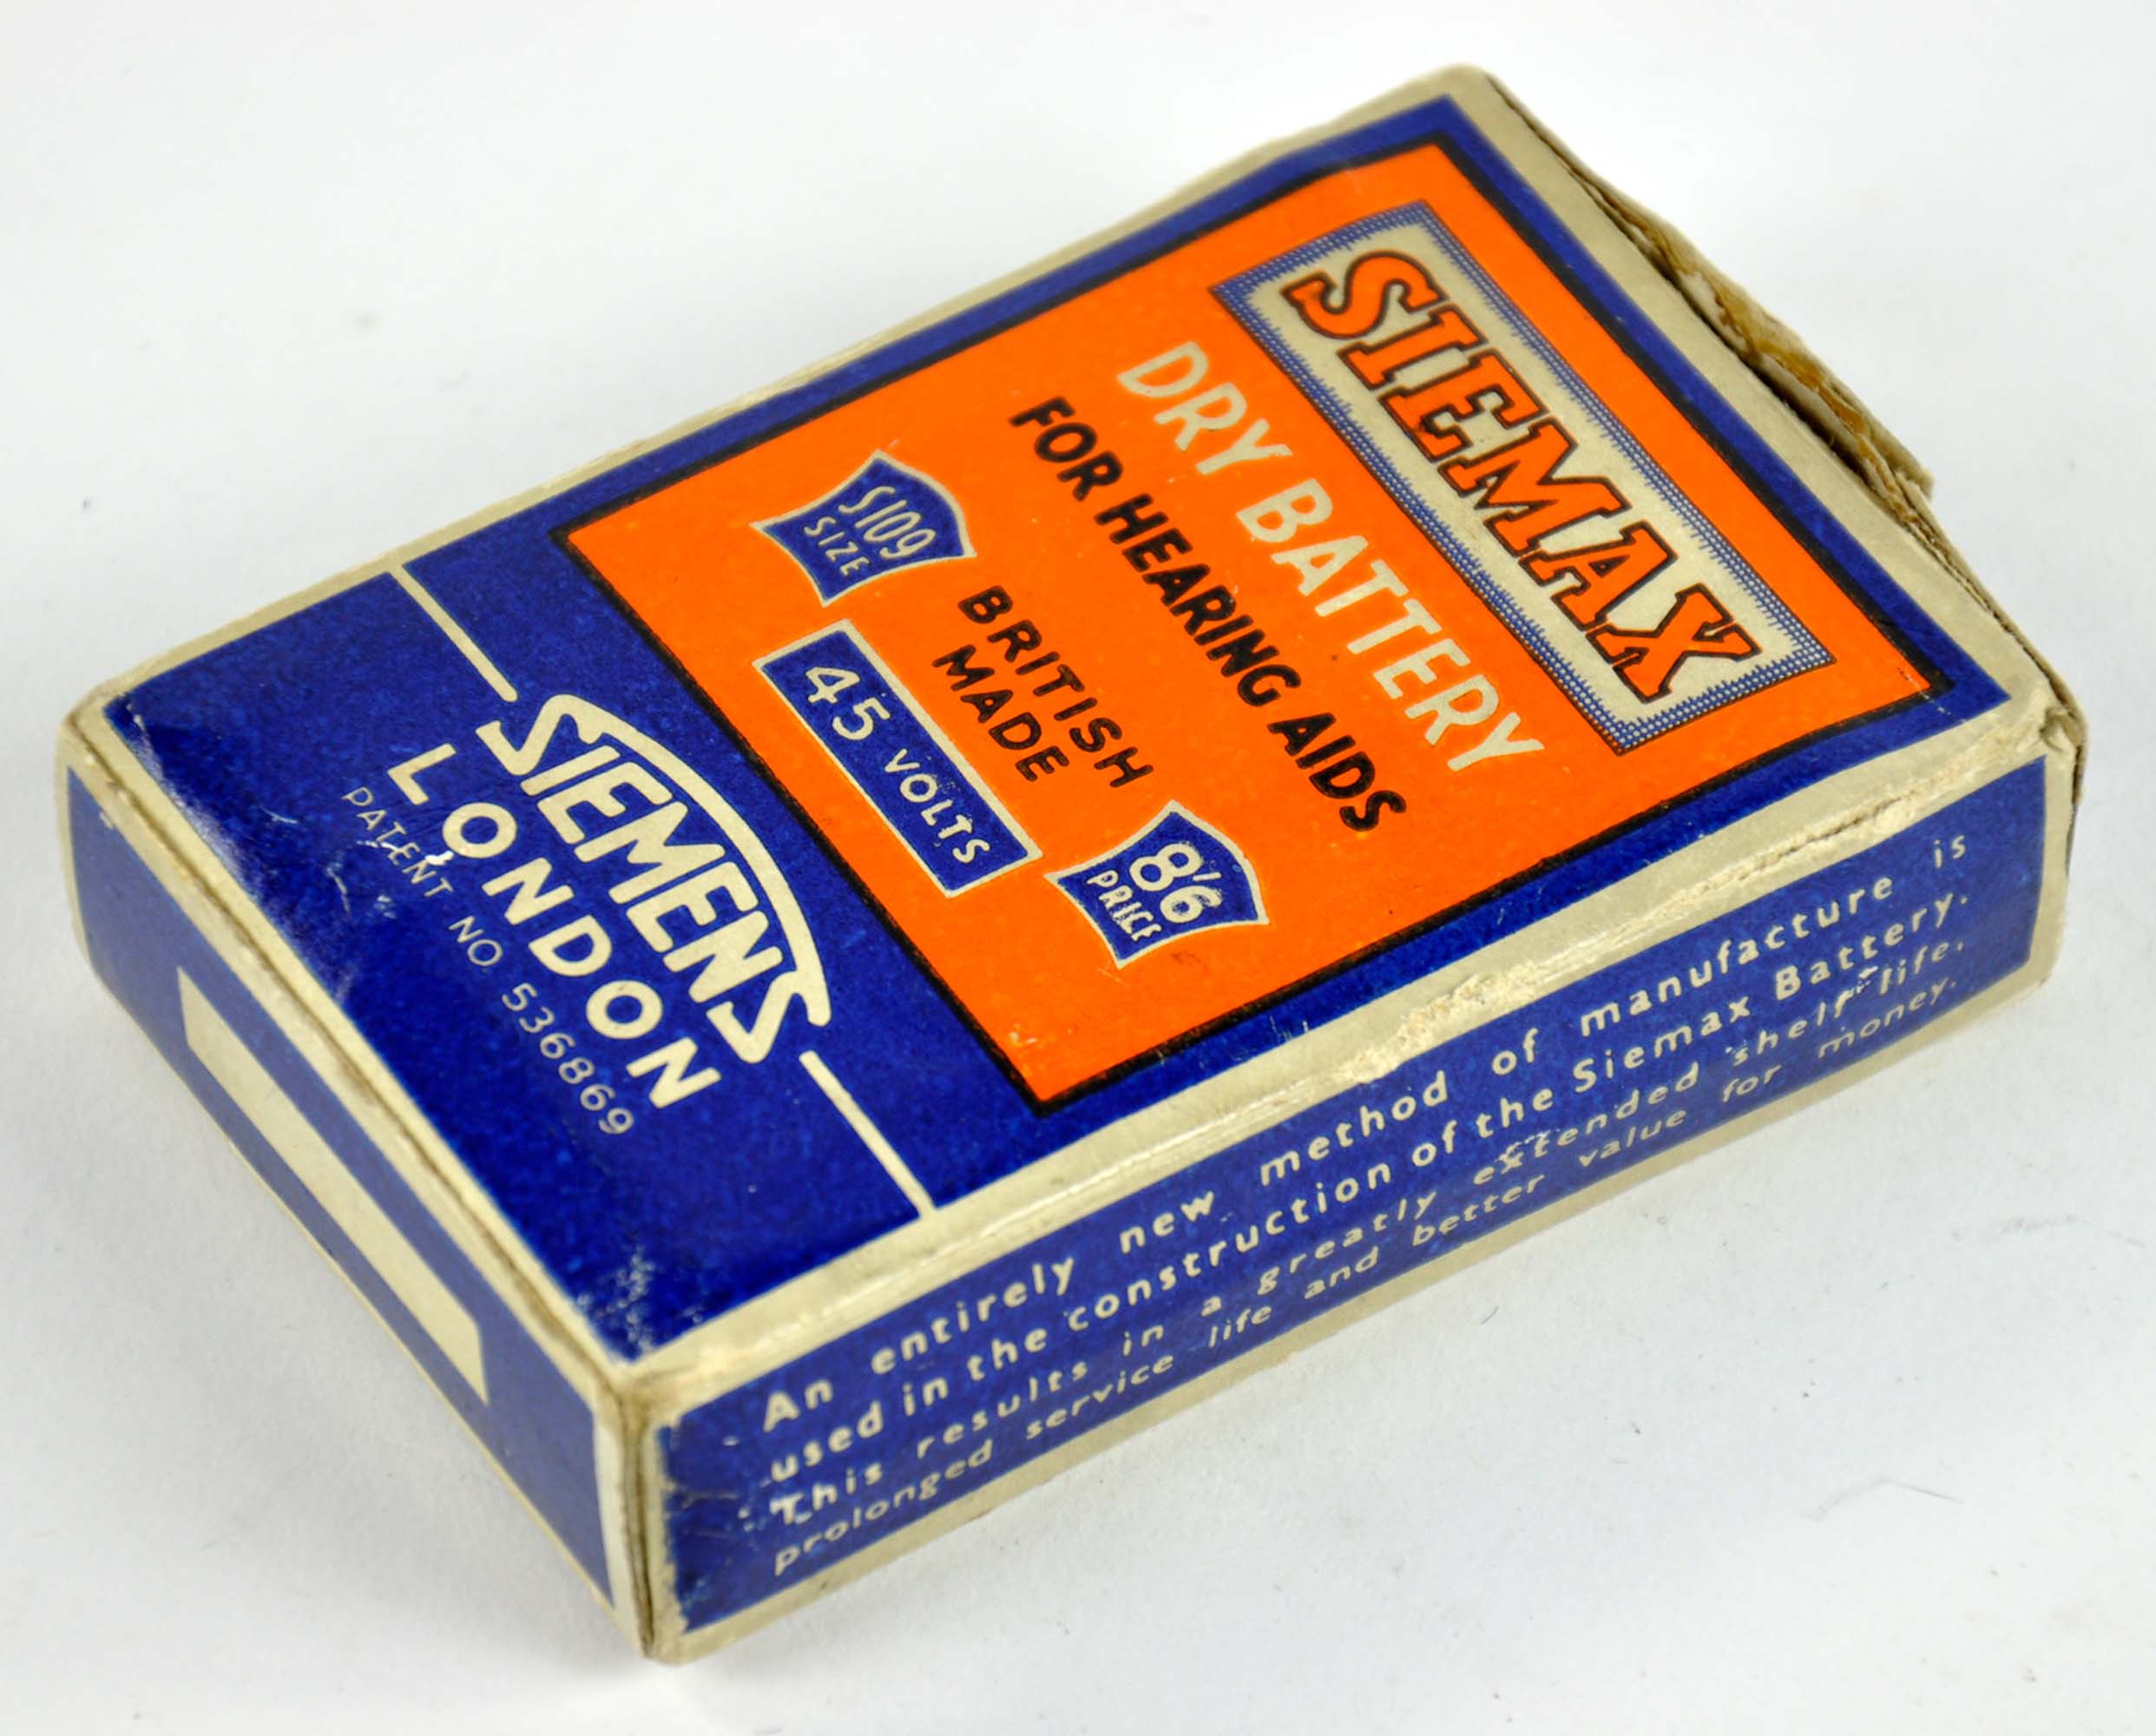 SIEMAX
DRY BATTERY
FOR HEARING AIDS
S109
SIZE
BRITISH
MADE
45 VOLTS
8'6
PRICE
SIEMENS
LONDON
PATENT NO. 536869
An entirely new method of manufacture is
used in the construction of the Siemax Battery.
This results in a greatly extended shelf life,
prolonged service life and better value for money.